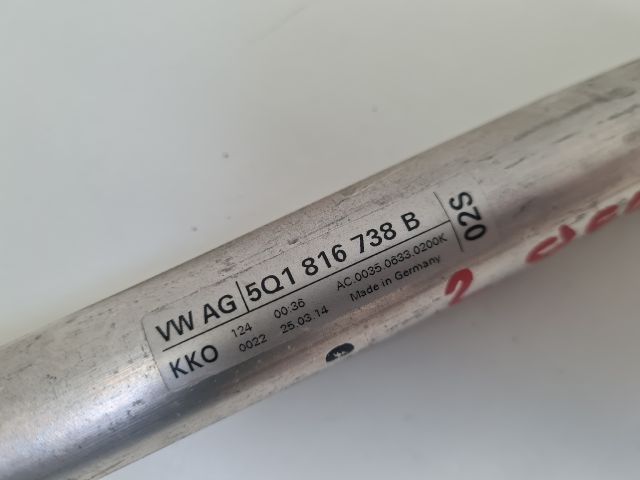 VW AG 5Q1 816 738 B 02S
KKO 124 00:36 AC.0035.0633.0200K
0022 25.03.14 Made in Germany
2